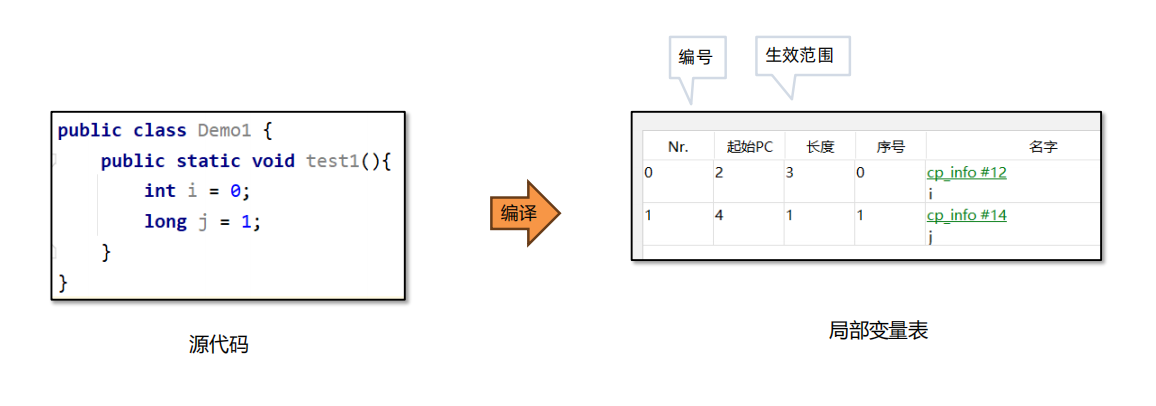 编号
生效范围
public class Demo1 {
public static void test1(){
int i = 0;
long j = 1;
}
}
源代码
编译
Nr. 起始PC 长度 序号 名字
0 2 3 0 cp_info #12
i
1 4 1 1 cp_info #14
j
局部变量表